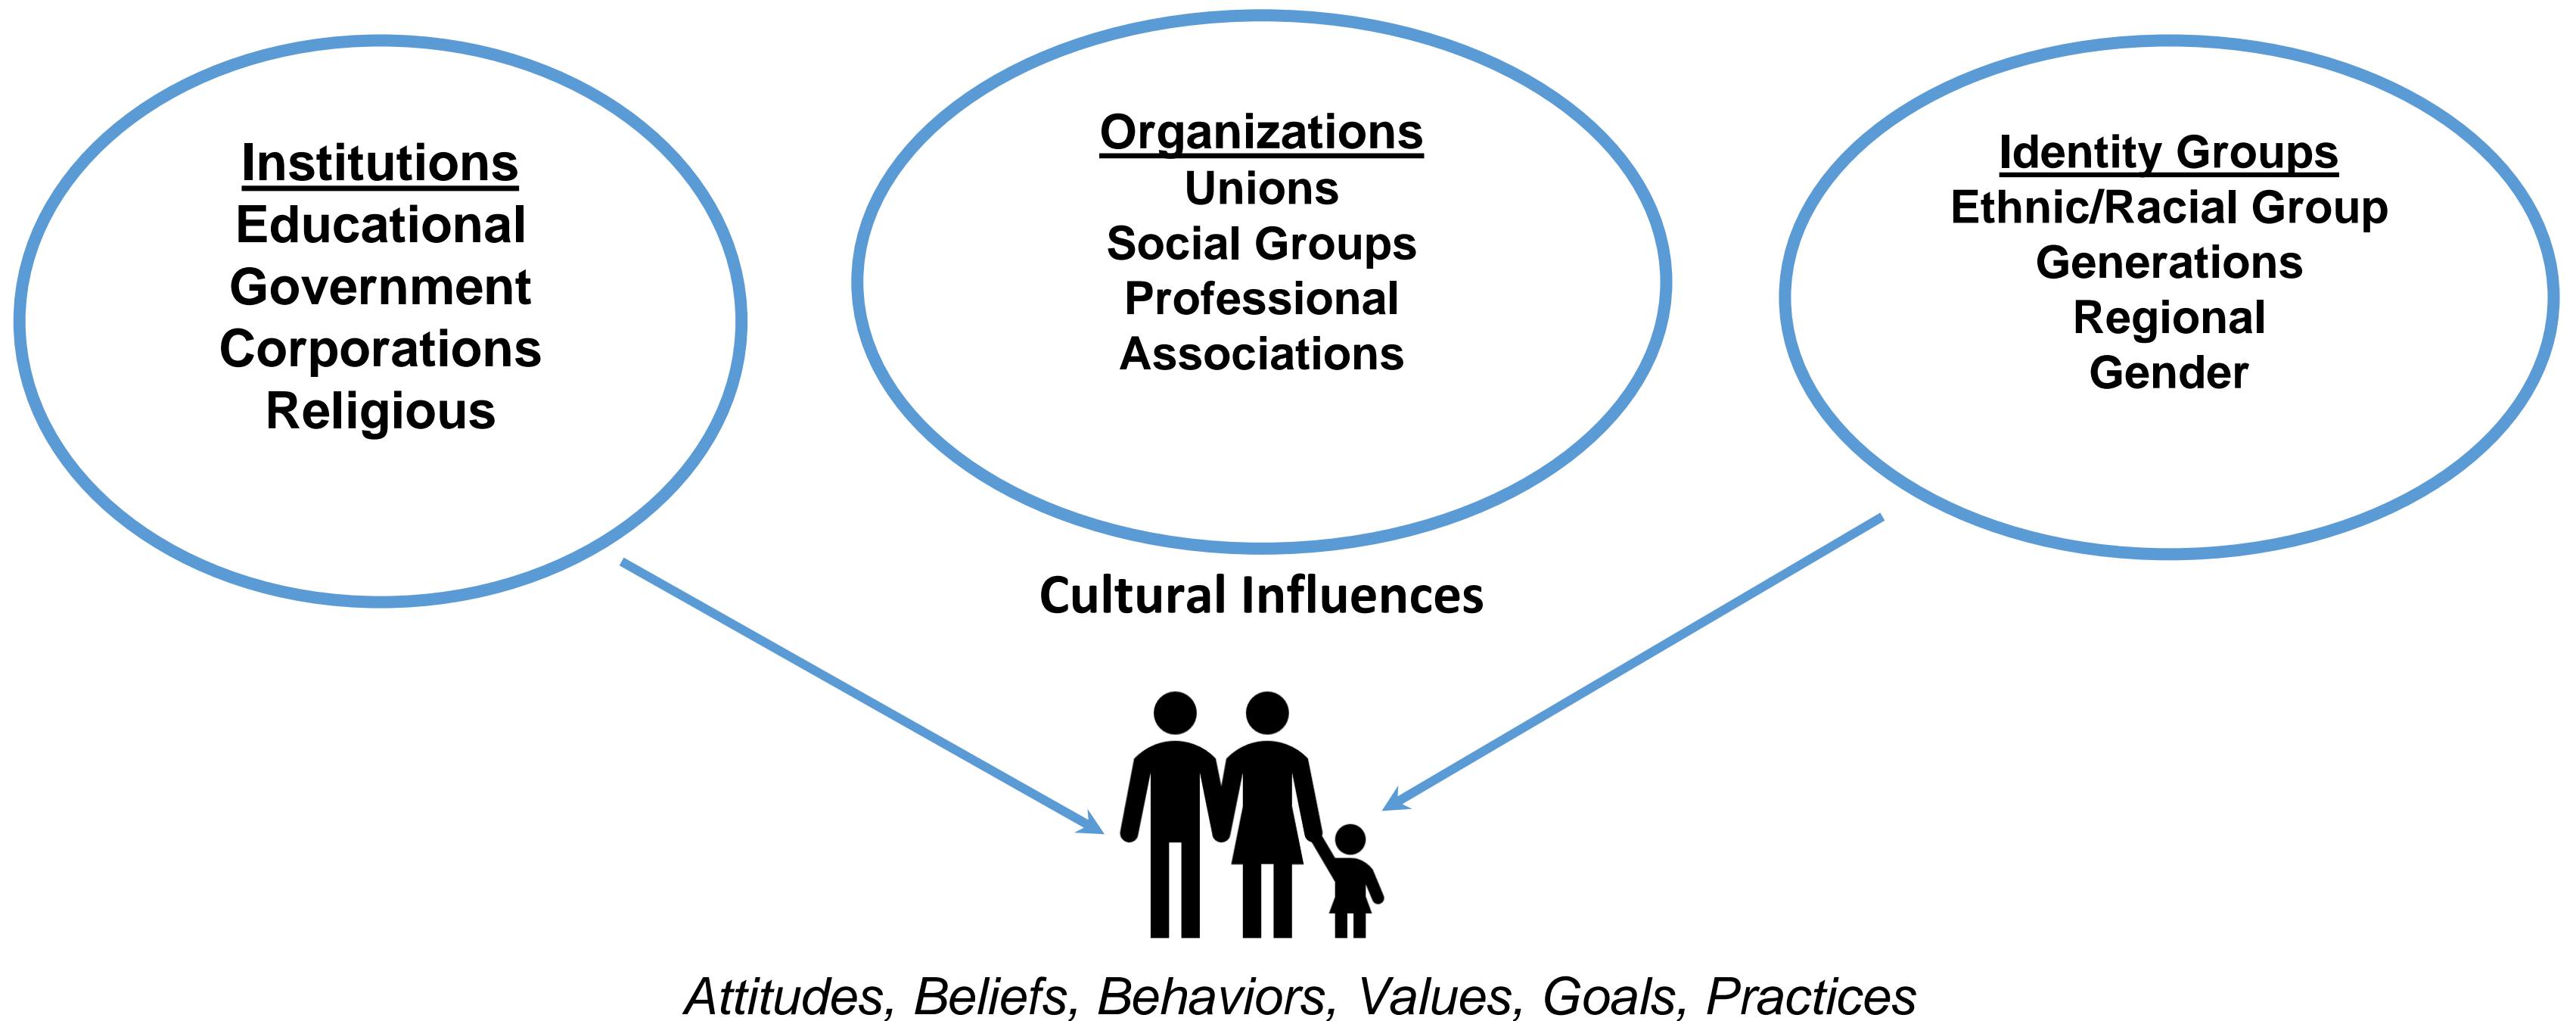 Institutions
Educational
Government
Corporations
Religious
Organizations
Unions
Social Groups
Professional
Associations
Identity Groups
Ethnic/Racial Group
Generations
Regional
Gender
Cultural Influences
Attitudes, Beliefs, Behaviors, Values, Goals, Practices